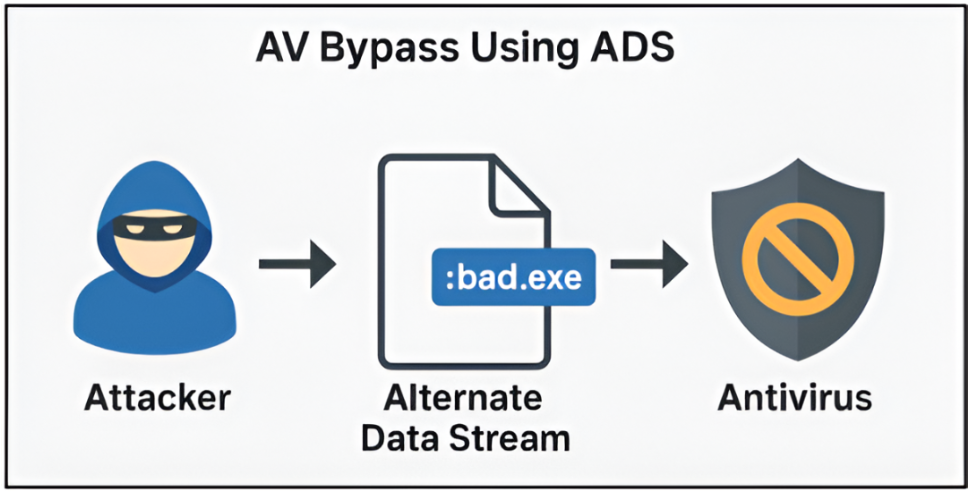 AV Bypass Using ADS
:bad.exe
Attacker
Alternate
Data Stream
Antivirus